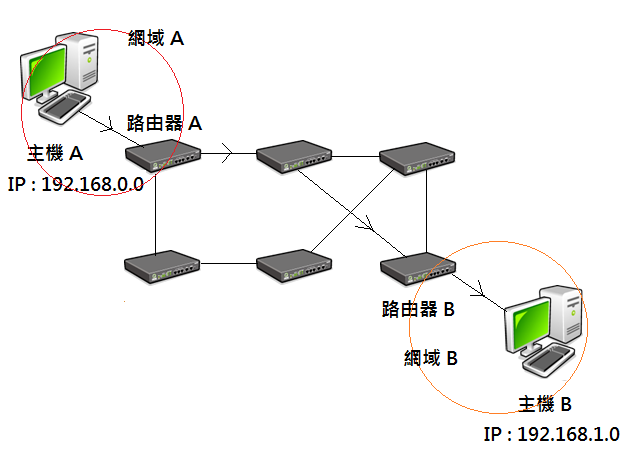 網域 A
路由器 A
主機 A
IP : 192.168.0.0
路由器 B
網域 B
主機 B
IP : 192.168.1.0